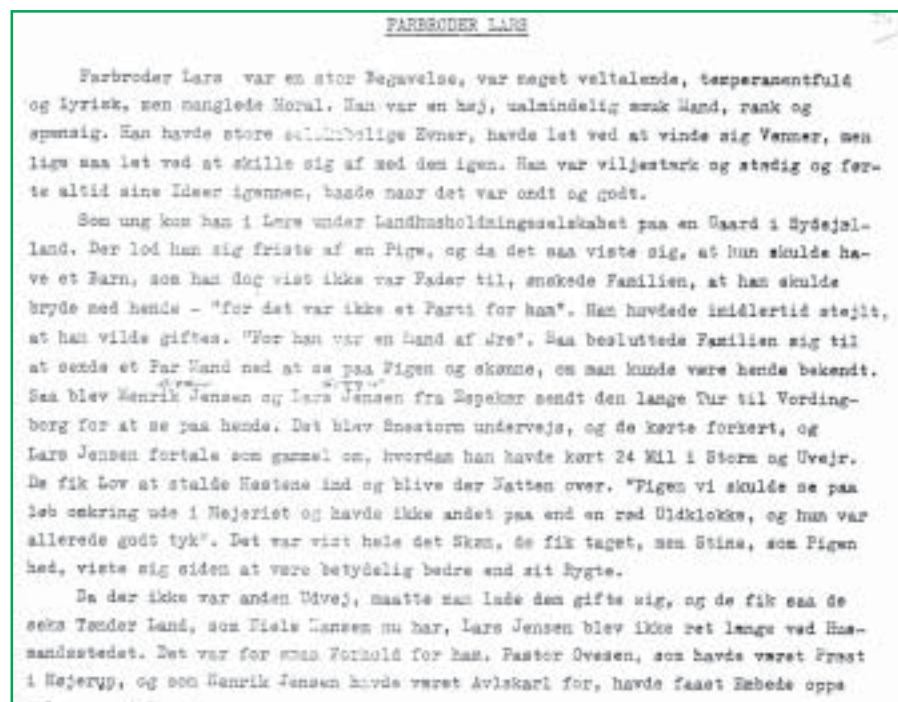 FARBRODER LARS
Farbroder Lars var en stor Begavelse, var meget veltalende, temperamentfuld
og lyrisk, men manglede Moral. Han var en høj, ualmindelig smuk Mand, rank og
spænsig. Han havde store Evner, havde let ved at vinde sig Venner, men
lige saa let ved at skille sig af med dem igen. Han var viljestærk og stædig og før-
te altid sine Ideer igennem, baade naar det var ondt og godt.
Som ung kom han i Lære under Landhusholdningsselskabet paa en Gaard i Sydsjæl-
land. Der lod han sig friste af en Pige, og da det saa viste sig, at hun skulde ha-
ve et Barn, som han dog vist ikke var Fader til, ønskede Familien, at han skulde
bryde med hende - "for det var ikke et Parti for ham". Han hævdede imidlertid stejlt,
at han vilde giftes. "For han var en Mand af Ære". Saa besluttede Familien sig til
at sende et Par Mand ned at se paa Pigen og skønne, om man kunde være hende bekendt.
Saa blev Henrik Jensen og Lars Jensen fra Espekær sendt den lange Tur til Vording-
borg for at se paa hende. Det blev Snestorm undervejs, og de kørte forkert, og
Lars Jensen fortale som gammel om, hvordan han havde kørt 24 Mil i Storm og Uvejr.
De fik Lov at stalde Hestene ind og blive der Natten over. "Pigen vi skulde se paa
løb omkring ude i Mejeriet og havde ikke andet paa end en rød Uldklokke, og hun var
allerede godt tyk". Det var vist hele det Skøn, de fik taget, men Stine, som Pigen
hed, viste sig siden at være betydelig bedre end sit Rygte.
Da der ikke var anden Udvej, maatte man lade dem gifte sig, og de fik saa de
seks Tønder Land, som Niels Hansen nu har. Lars Jensen blev ikke ret længe ved Hus-
mandsstedet. Det var for smaa Forhold for ham. Pastor Ovesen, som havde været Præst
i Højerup, og som Henrik Jensen havde været Avlskarl for, havde faaet Embede oppe